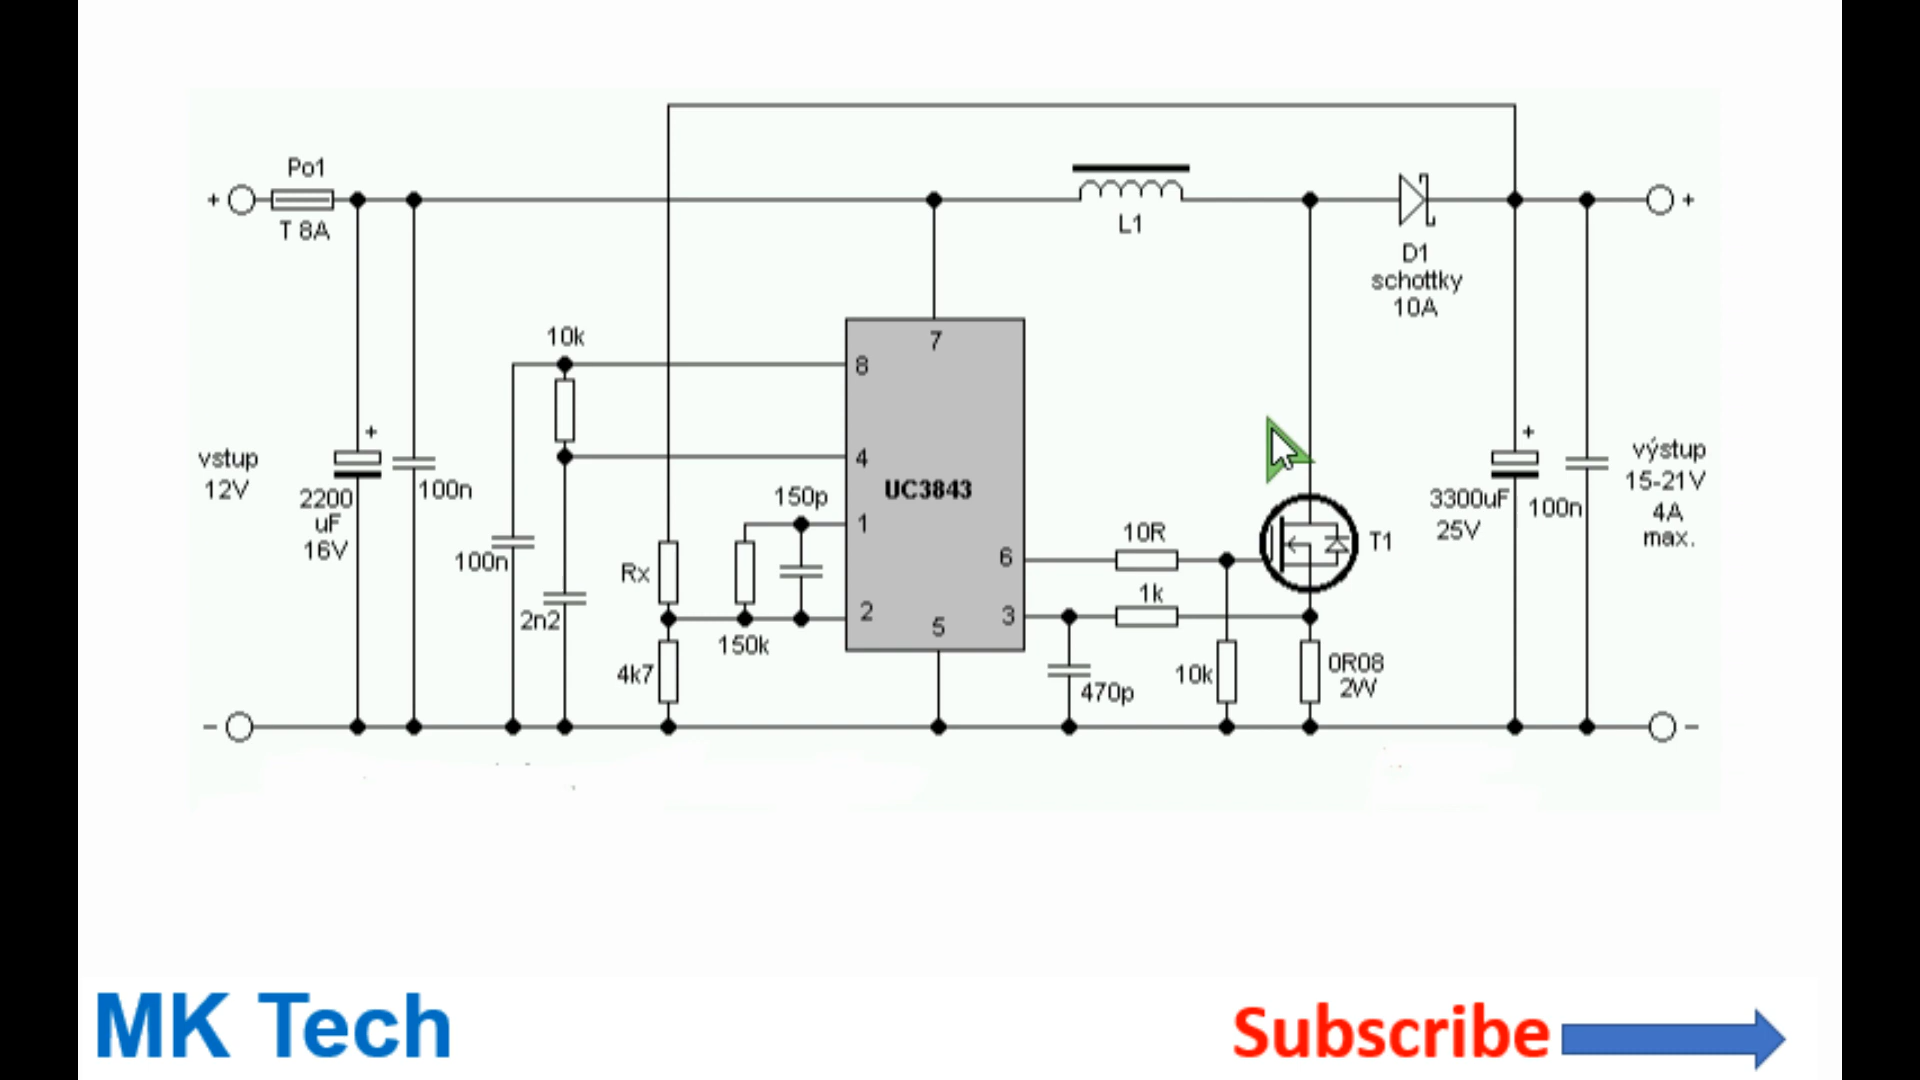 Po1
+
T 8A
L1
+
D1
schottky
10A
10k
7
8
+
+
vstup
12V
4
UC3843
výstup
15-21V
4A
max.
2200
uF
16V
100n
150p
3300uF
25V
100n
1
10R
T1
6
100n
Rx
1k
2n2
2
5
3
150k
4k7
470p
10k
0R08
2W
-
-
MK Tech
Subscribe